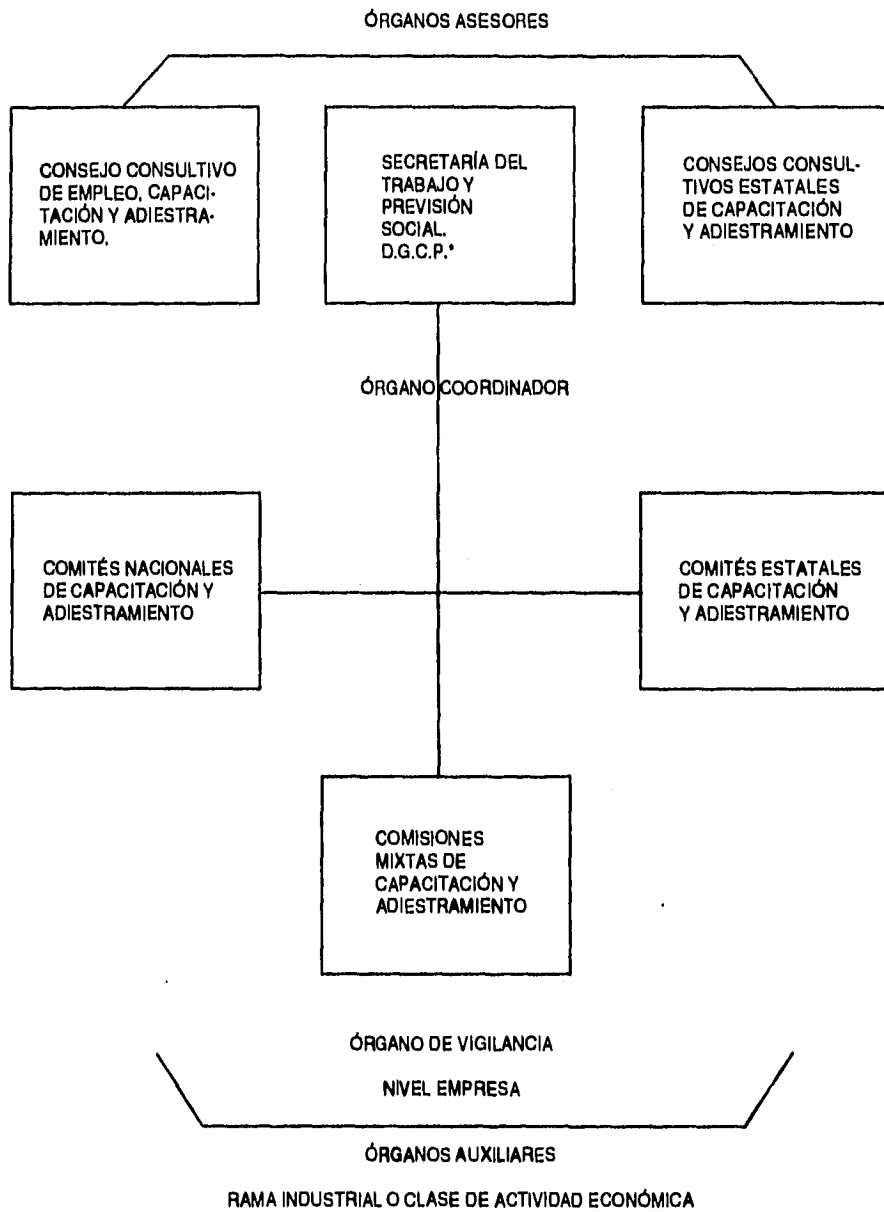 ÓRGANOS ASESORES
CONSEJO CONSULTIVO
DE EMPLEO, CAPACI-
TACIÓN Y ADIESTRA-
MIENTO.
SECRETARÍA DEL
TRABAJO Y
PREVISIÓN
SOCIAL.
D.G.C.P.*
CONSEJOS CONSUL-
TIVOS ESTATALES
DE CAPACITACIÓN
Y ADIESTRAMIENTO
ÓRGANO COORDINADOR
COMITÉS NACIONALES
DE CAPACITACIÓN Y
ADIESTRAMIENTO
COMITÉS ESTATALES
DE CAPACITACIÓN
Y ADIESTRAMIENTO
COMISIONES
MIXTAS DE
CAPACITACIÓN Y
ADIESTRAMIENTO
ÓRGANO DE VIGILANCIA
NIVEL EMPRESA
ÓRGANOS AUXILIARES
RAMA INDUSTRIAL O CLASE DE ACTIVIDAD ECONÓMICA